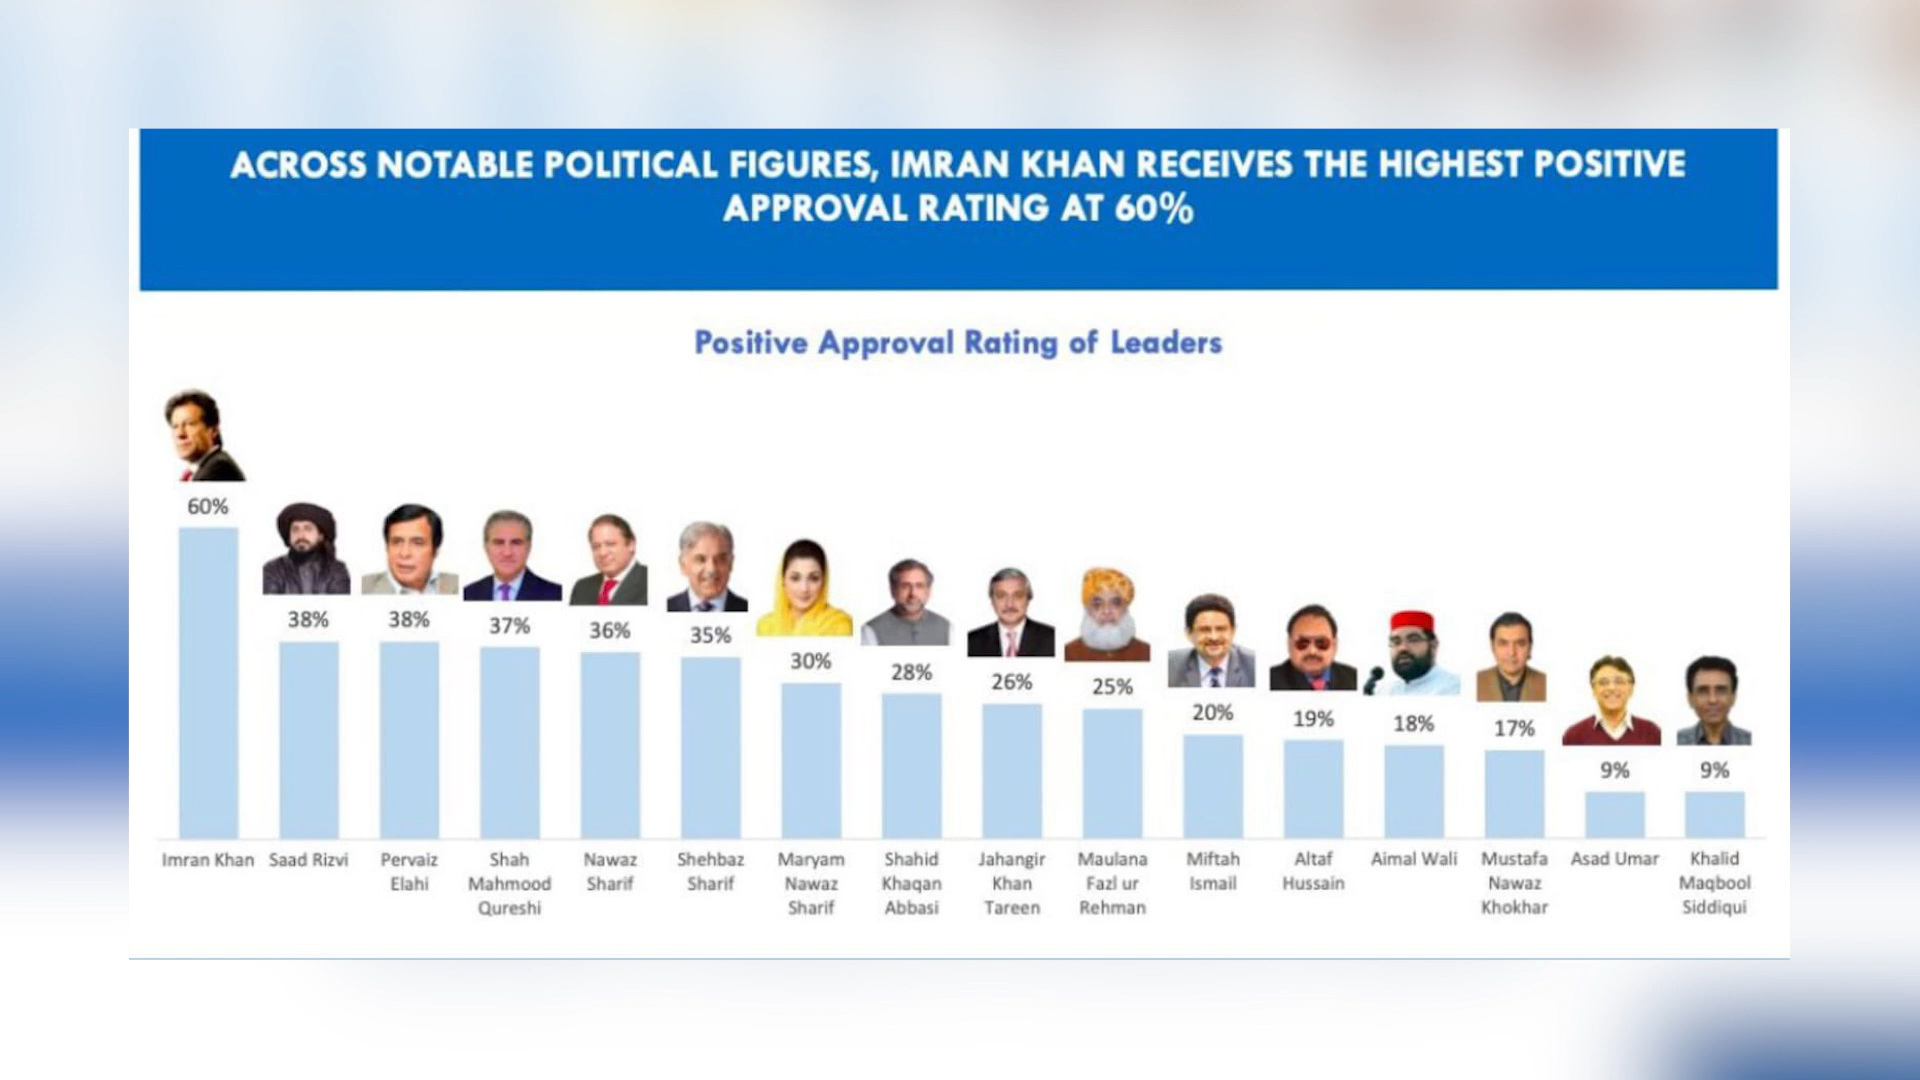 ACROSS NOTABLE POLITICAL FIGURES, IMRAN KHAN RECEIVES THE HIGHEST POSITIVE
APPROVAL RATING AT 60%
Positive Approval Rating of Leaders
60%
38%
38%
37%
36%
35%
30%
28%
26%
25%
20%
19%
18%
17%
9%
9%
Imran Khan
Saad Rizvi
Pervaiz
Elahi
Shah
Mahmood
Qureshi
Nawaz
Sharif
Shehbaz
Sharif
Maryam
Nawaz
Sharif
Shahid
Khaqan
Abbasi
Jahangir
Khan
Tareen
Maulana
Fazl ur
Rehman
Miftah
Ismail
Altaf
Hussain
Aimal Wali
Mustafa
Nawaz
Khokhar
Asad Umar
Khalid
Maqbool
Siddiqui